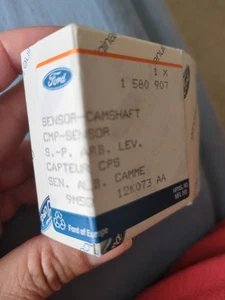 Ford
1 X
1 580 907
SENSOR-CAMSHAFT
CMP-SENSOR
S.-P. ARB. LEV.
CAPTEUR CPS
SEN. ALB. CAMME
12K073 AA
Ford of Europe